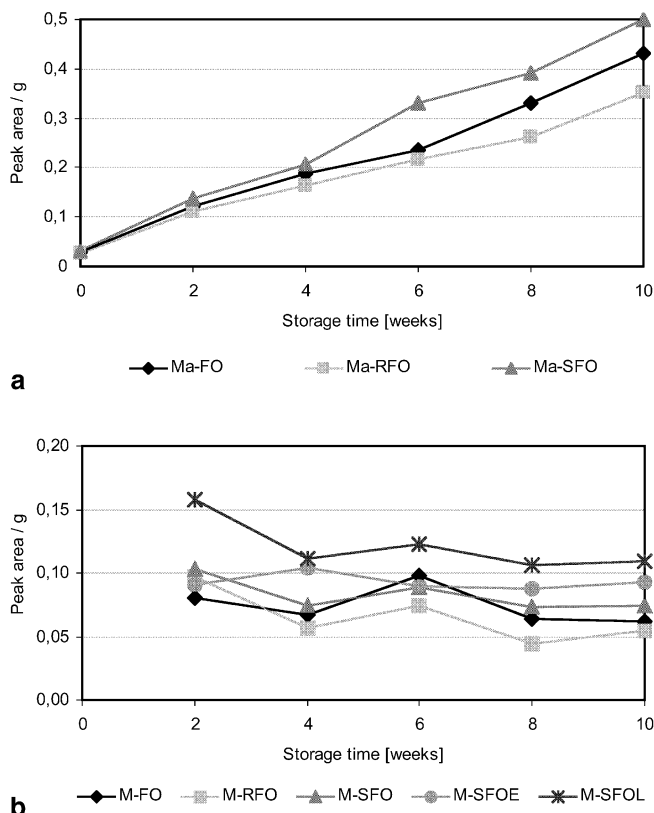 0,5
0,4
0,3
0,2
0,1
0
Peak area / g
0 2 4 6 8 10
Storage time [weeks]
Ma-FO Ma-RFO Ma-SFO
a
0,20
0,15
0,10
0,05
0,00
Peak area / g
0 2 4 6 8 10
Storage time [weeks]
M-FO M-RFO M-SFO M-SFOE M-SFOL
b